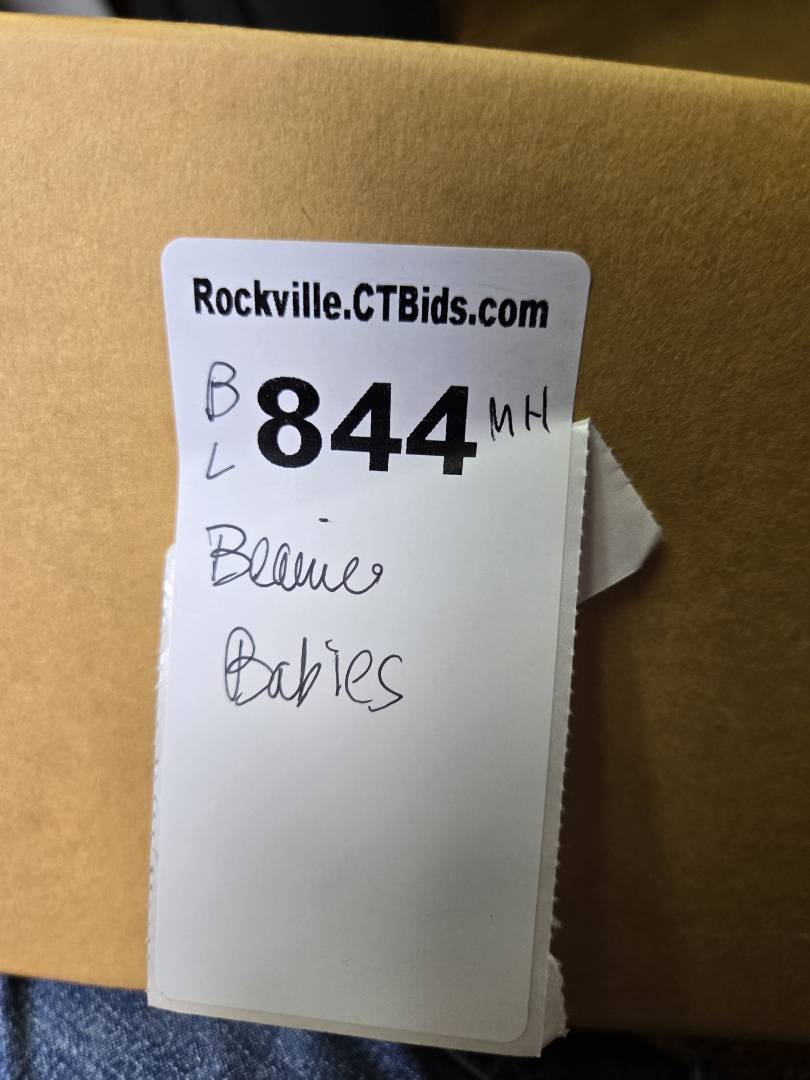 Rockville.CTBids.com
B 844 MH
L
Beanie
Babies